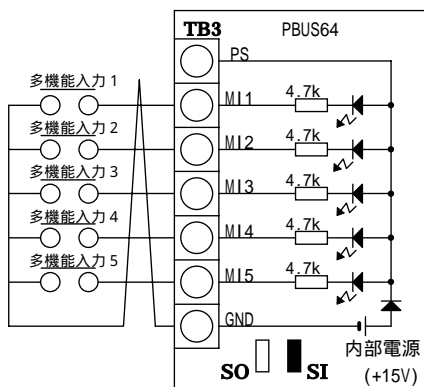 TB3 PBUS64
PS
多機能入力 1 MI1 4.7k
多機能入力 2 MI2 4.7k
多機能入力 3 MI3 4.7k
多機能入力 4 MI4 4.7k
多機能入力 5 MI5 4.7k
GND
SO SI 内部電源
(+15V)